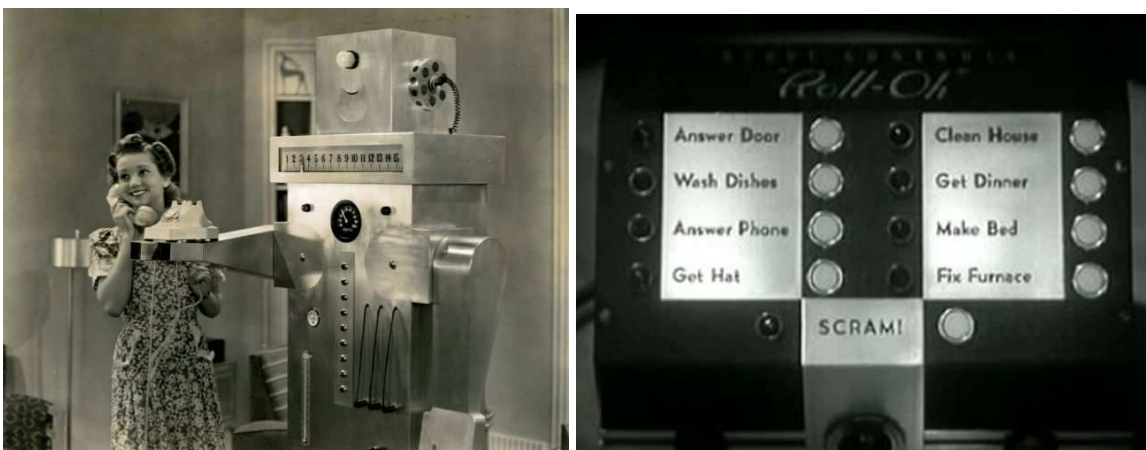 1 2 3 4 5 6 7 8 9 10 11 12 13 14 15
"Roll-Oh"
Answer Door
Clean House
Wash Dishes
Get Dinner
Answer Phone
Make Bed
Get Hat
Fix Furnace
SCRAM!